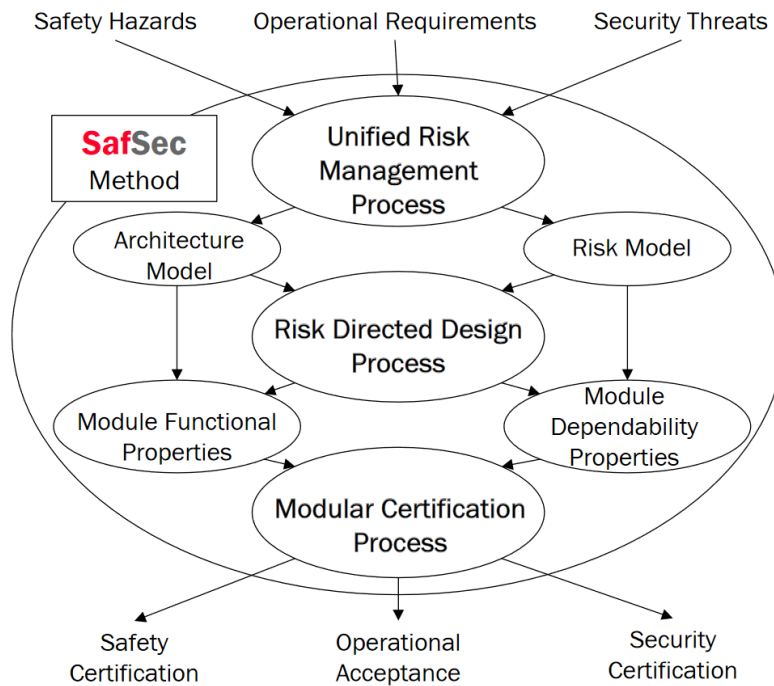 Safety Hazards
Operational Requirements
Security Threats
SafSec
Method
Unified Risk
Management
Process
Architecture
Model
Risk Model
Risk Directed Design
Process
Module Functional
Properties
Module
Dependability
Properties
Modular Certification
Process
Safety
Certification
Operational
Acceptance
Security
Certification